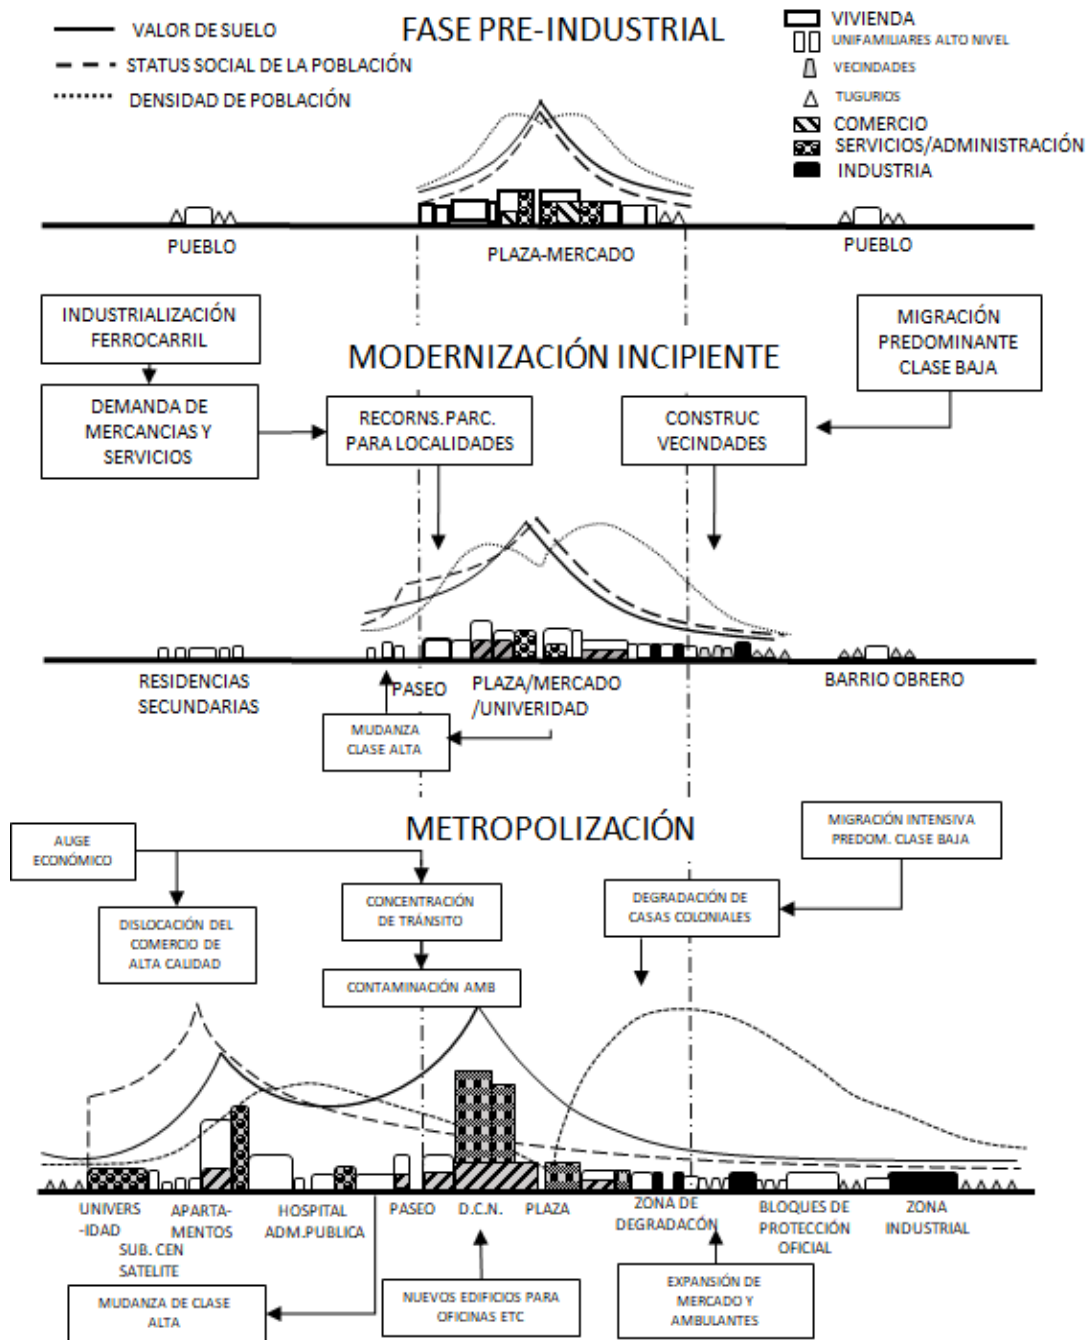 FASE PRE-INDUSTRIAL
VALOR DE SUELO
STATUS SOCIAL DE LA POBLACIÓN
DENSIDAD DE POBLACIÓN
VIVIENDA
UNIFAMILIARES ALTO NIVEL
VECINDADES
TUGURIOS
COMERCIO
SERVICIOS/ADMINISTRACIÓN
INDUSTRIA
PUEBLO
PLAZA-MERCADO
PUEBLO
INDUSTRIALIZACIÓN
FERROCARRIL
MIGRACIÓN
PREDOMINANTE
CLASE BAJA
MODERNIZACIÓN INCIPIENTE
DEMANDA DE
MERCANCIAS Y
SERVICIOS
RECORNS.PARC.
PARA LOCALIDADES
CONSTRUC
VECINDADES
RESIDENCIAS
SECUNDARIAS
PASEO
PLAZA/MERCADO
/UNIVERIDAD
BARRIO OBRERO
MUDANZA
CLASE ALTA
METROPOLIZACIÓN
AUGE
ECONÓMICO
MIGRACIÓN INTENSIVA
PREDOM. CLASE BAJA
DISLOCACIÓN DEL
COMERCIO DE
ALTA CALIDAD
CONCENTRACIÓN
DE TRÁNSITO
DEGRADACIÓN DE
CASAS COLONIALES
CONTAMINACIÓN AMB
UNIVERS
-IDAD
APARTA-
MENTOS
SUB. CEN
SATELITE
HOSPITAL
ADM.PUBLICA
PASEO
D.C.N.
PLAZA
ZONA DE
DEGRADACÓN
BLOQUES DE
PROTECCIÓN
OFICIAL
ZONA
INDUSTRIAL
MUDANZA DE CLASE
ALTA
NUEVOS EDIFICIOS PARA
OFICINAS ETC
EXPANSIÓN DE
MERCADO Y
AMBULANTES